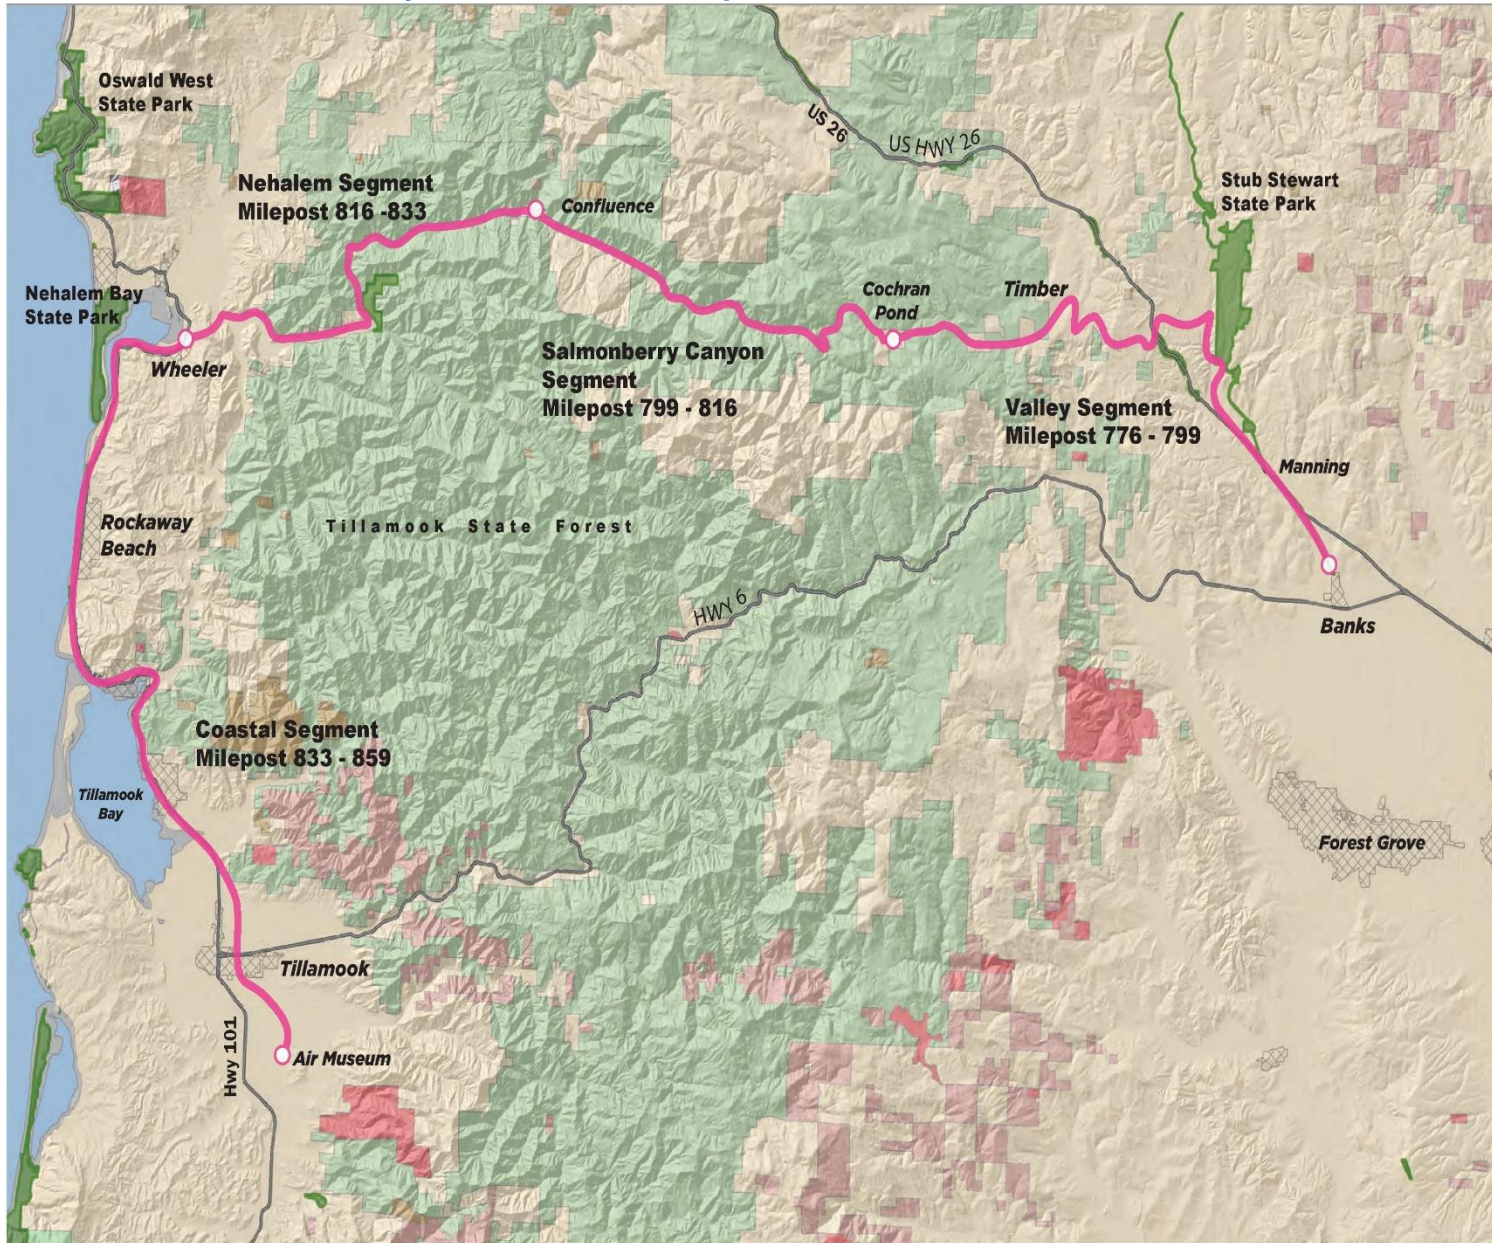 Oswald West
State Park
US 26
US HWY 26
Nehalem Segment
Milepost 816 -833
Confluence
Stub Stewart
State Park
Nehalem Bay
State Park
Cochran
Pond
Timber
Wheeler
Salmonberry Canyon
Segment
Milepost 799 - 816
Valley Segment
Milepost 776 - 799
Manning
Rockaway
Beach
Tillamook State Forest
HWY 6
Banks
Coastal Segment
Milepost 833 - 859
Tillamook
Bay
Forest Grove
Tillamook
Hwy 101
Air Museum